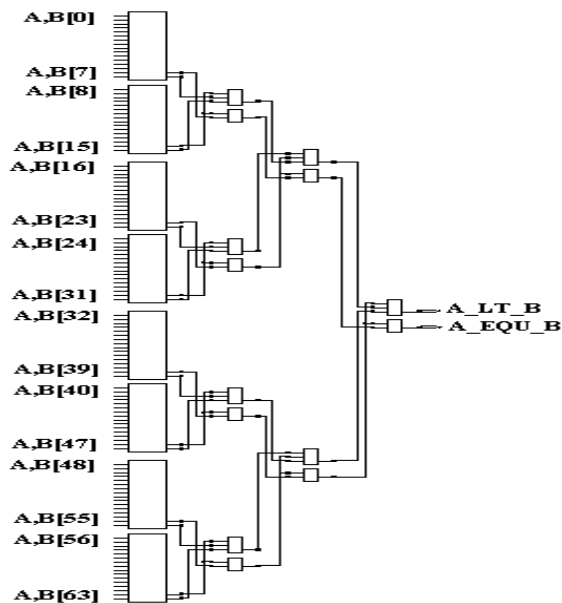 A,B[0]
A,B[7]
A,B[8]
A,B[15]
A,B[16]
A,B[23]
A,B[24]
A,B[31]
A,B[32]
A,B[39]
A,B[40]
A,B[47]
A,B[48]
A,B[55]
A,B[56]
A,B[63]
A_LT_B
A_EQU_B